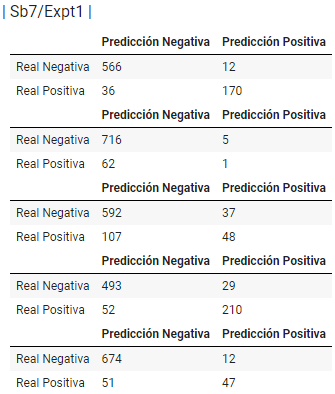 | Sb7/Expt1 |
Predicción Negativa Predicción Positiva
Real Negativa 566 12
Real Positiva 36 170
Predicción Negativa Predicción Positiva
Real Negativa 716 5
Real Positiva 62 1
Predicción Negativa Predicción Positiva
Real Negativa 592 37
Real Positiva 107 48
Predicción Negativa Predicción Positiva
Real Negativa 493 29
Real Positiva 52 210
Predicción Negativa Predicción Positiva
Real Negativa 674 12
Real Positiva 51 47